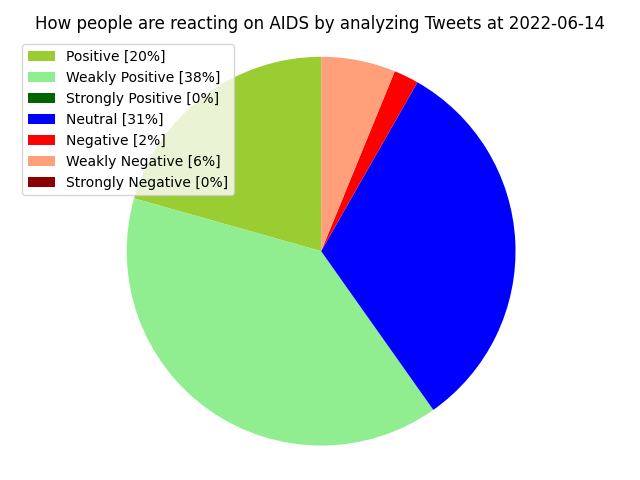 How people are reacting on AIDS by analyzing Tweets at 2022-06-14
Positive [20%]
Weakly Positive [38%]
Strongly Positive [0%]
Neutral [31%]
Negative [2%]
Weakly Negative [6%]
Strongly Negative [0%]